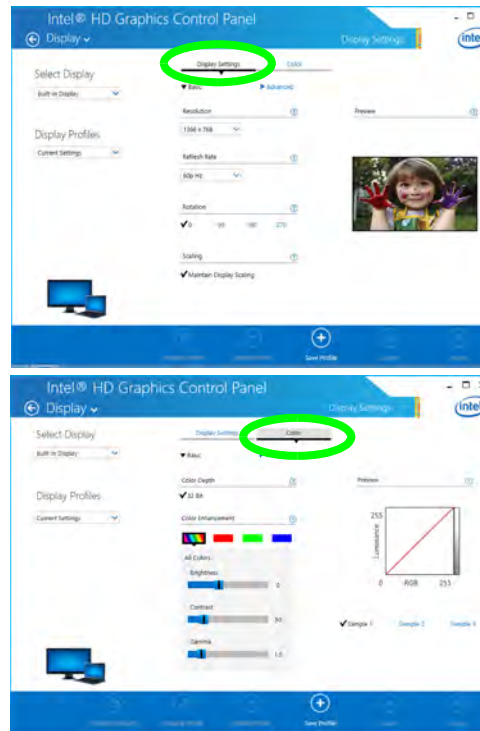 Intel® HD Graphics Control Panel
Display
Display Settings
intel
Display Settings
Color
Select Display
Basic
Advanced
Built-in Display
Resolution
Preview
1366 x 768
Display Profiles
Current Settings
Refresh Rate
60p Hz
Rotation
0 90 180 270
Scaling
Maintain Display Scaling
Save Profile
Intel® HD Graphics Control Panel
Display
Display Settings
intel
Select Display
Display Settings
Color
Built-in Display
Basic
Color Depth
Preview
32 Bit
Display Profiles
Current Settings
Color Enhancement
255
Luminance
0 -RGB 255
All Colors
Brightness
0
Contrast
50
Sample 1 Sample 2
Gamma
1.0
Save Profile